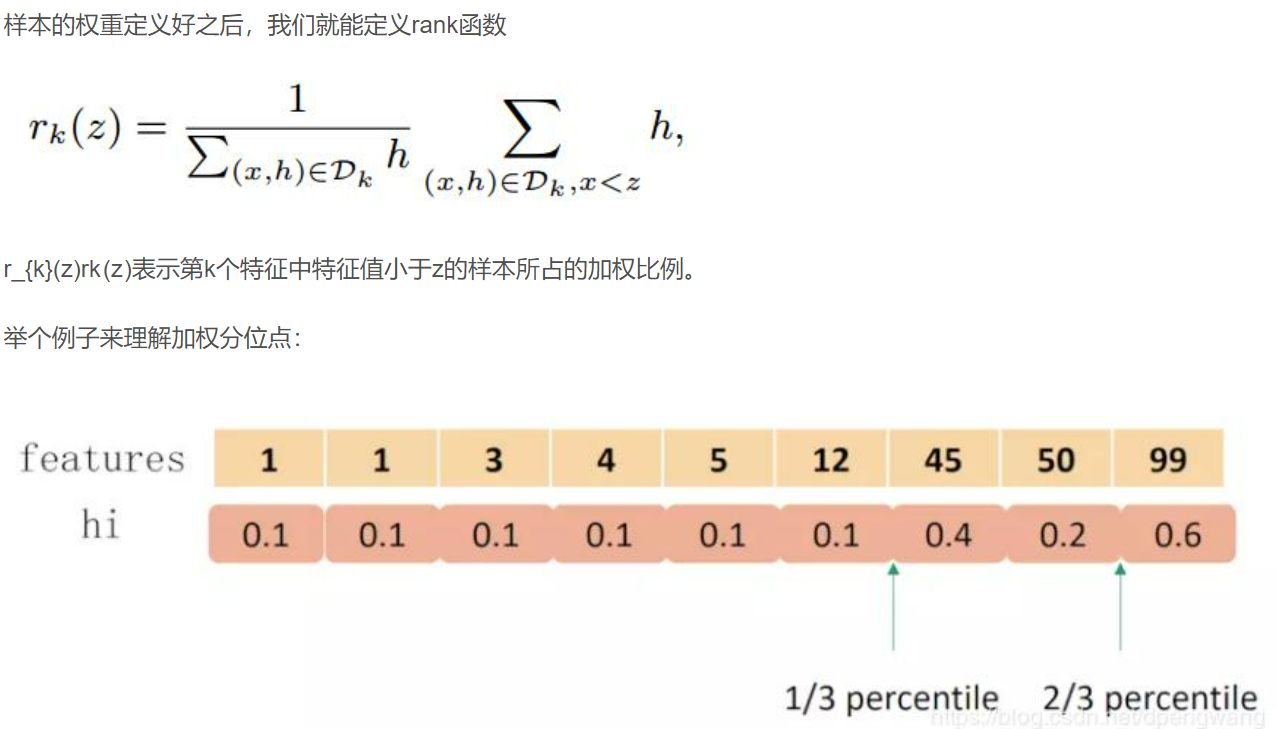 样本的权重定义好之后，我们就能定义rank函数
r_k(z) = \frac{1}{\sum_{(x,h)\in\mathcal{D}_k} h} \sum_{(x,h)\in\mathcal{D}_k, x<z} h,
r_{k}(z)rk(z)表示第k个特征中特征值小于z的样本所占的加权比例。
举个例子来理解加权分位点：
features 1 1 3 4 5 12 45 50 99
hi 0.1 0.1 0.1 0.1 0.1 0.1 0.4 0.2 0.6
1/3 percentile 2/3 percentile
https://blog.csdn.net/dpengwang